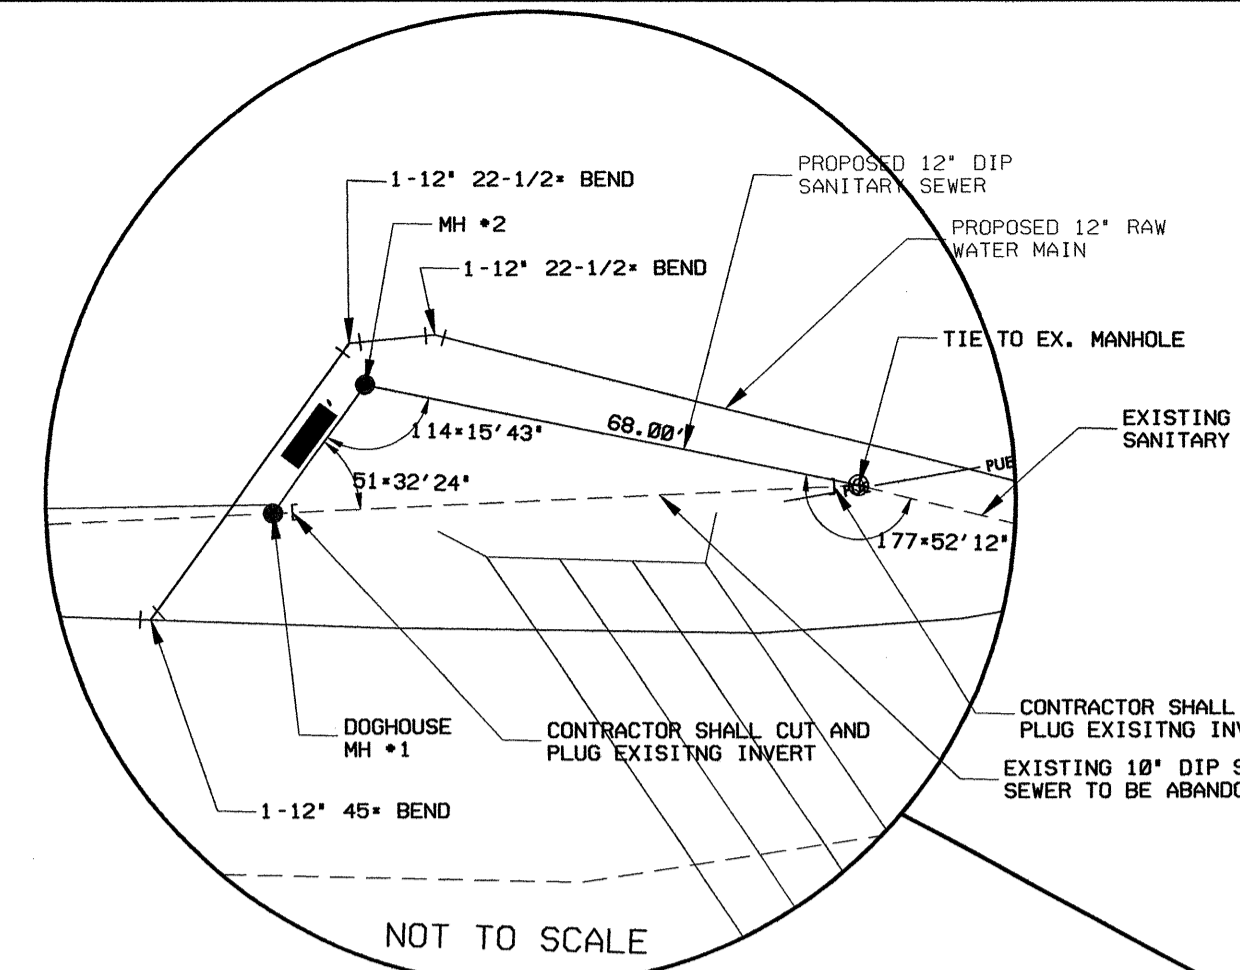 1-12" 22-1/2° BEND
MH #2
1-12" 22-1/2° BEND
PROPOSED 12" DIP
SANITARY SEWER
PROPOSED 12" RAW
WATER MAIN
TIE TO EX. MANHOLE
EXISTING
SANITARY
114°15'43"
68.00'
51°32'24"
PUE
177°52'12"
DOGHOUSE
MH #1
CONTRACTOR SHALL CUT AND
PLUG EXISITNG INVERT
CONTRACTOR SHALL
PLUG EXISITNG INV
EXISTING 10" DIP S
SEWER TO BE ABANDO
1-12" 45° BEND
NOT TO SCALE